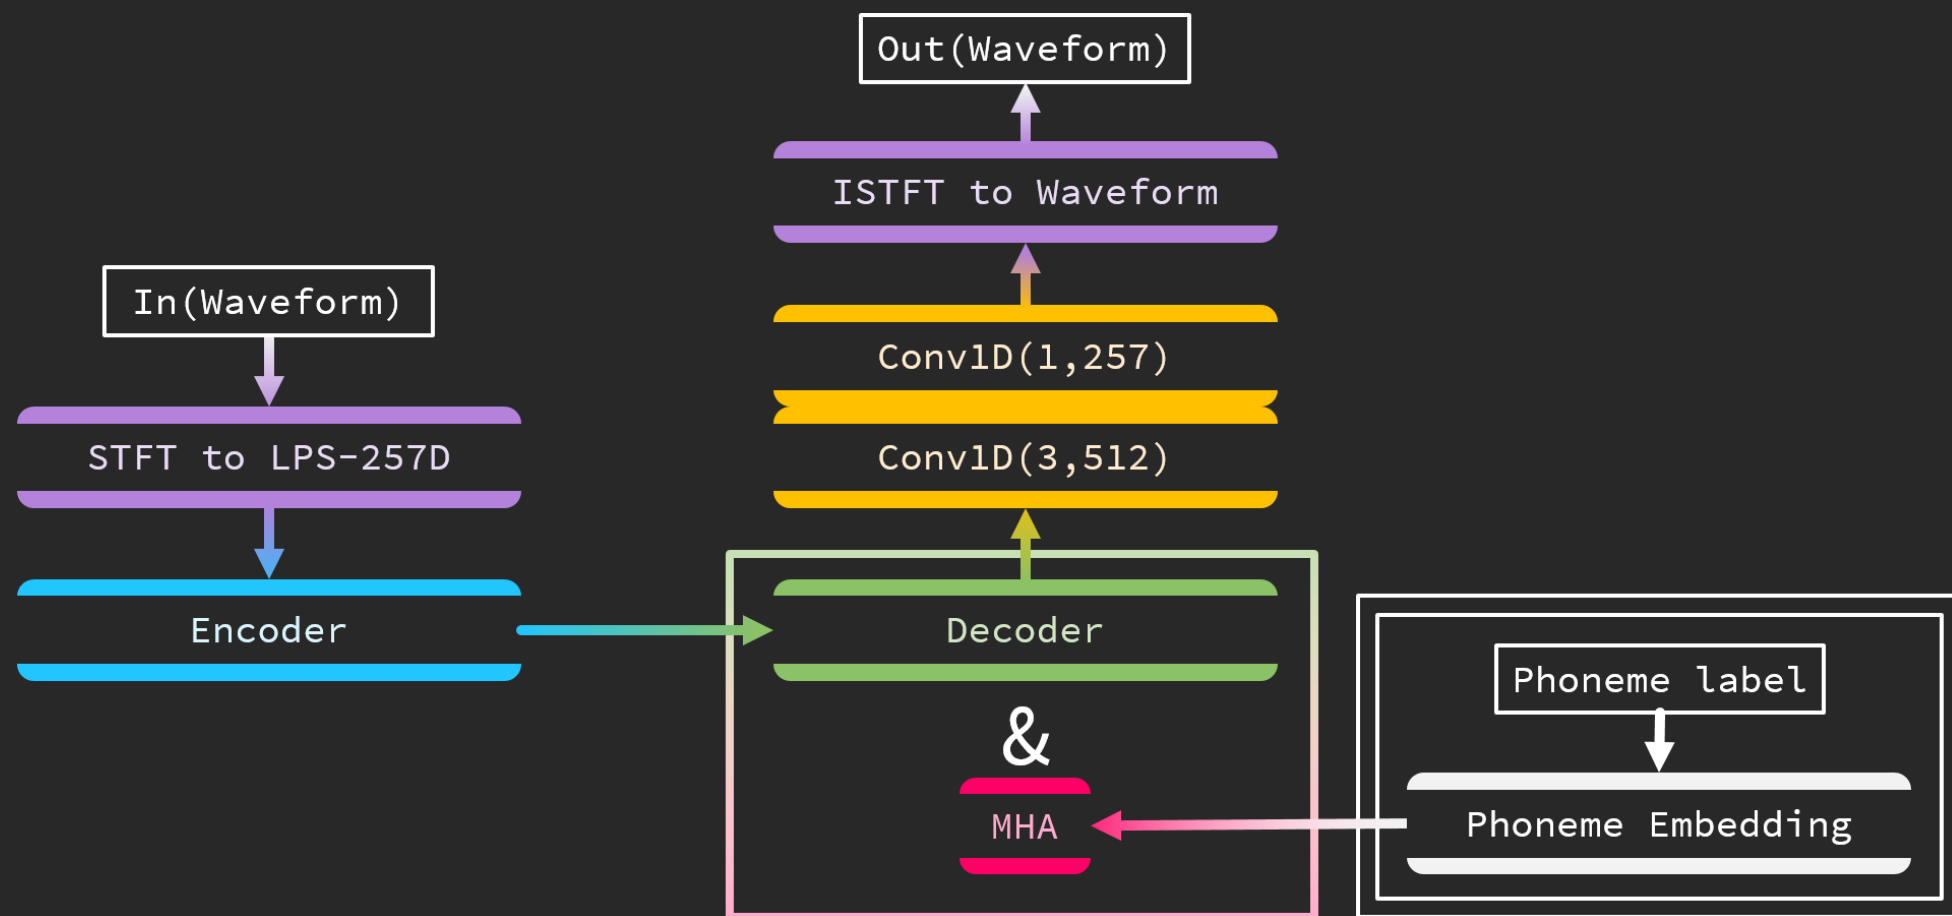 Out(Waveform)
ISTFT to Waveform
In(Waveform)
Conv1D(1,257)
STFT to LPS-257D
Conv1D(3,512)
Encoder
Decoder
Phoneme label
&
MHA
Phoneme Embedding